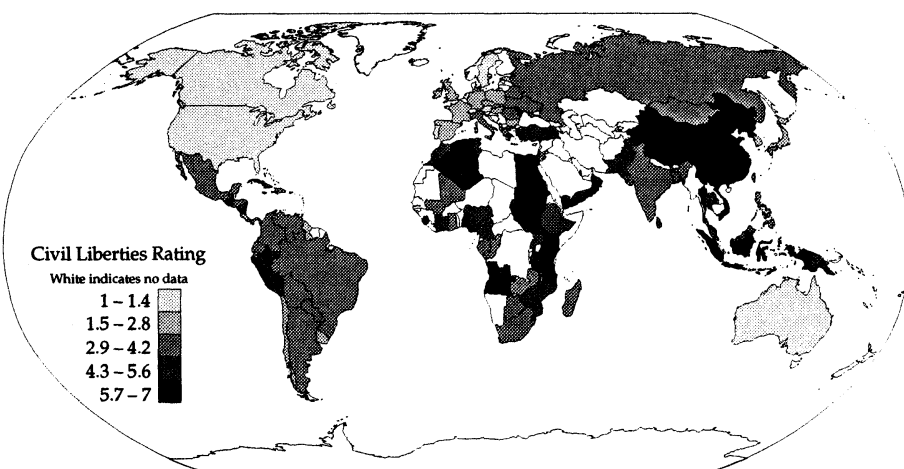 Civil Liberties Rating
White indicates no data
1 – 1.4
1.5 – 2.8
2.9 – 4.2
4.3 – 5.6
5.7 – 7